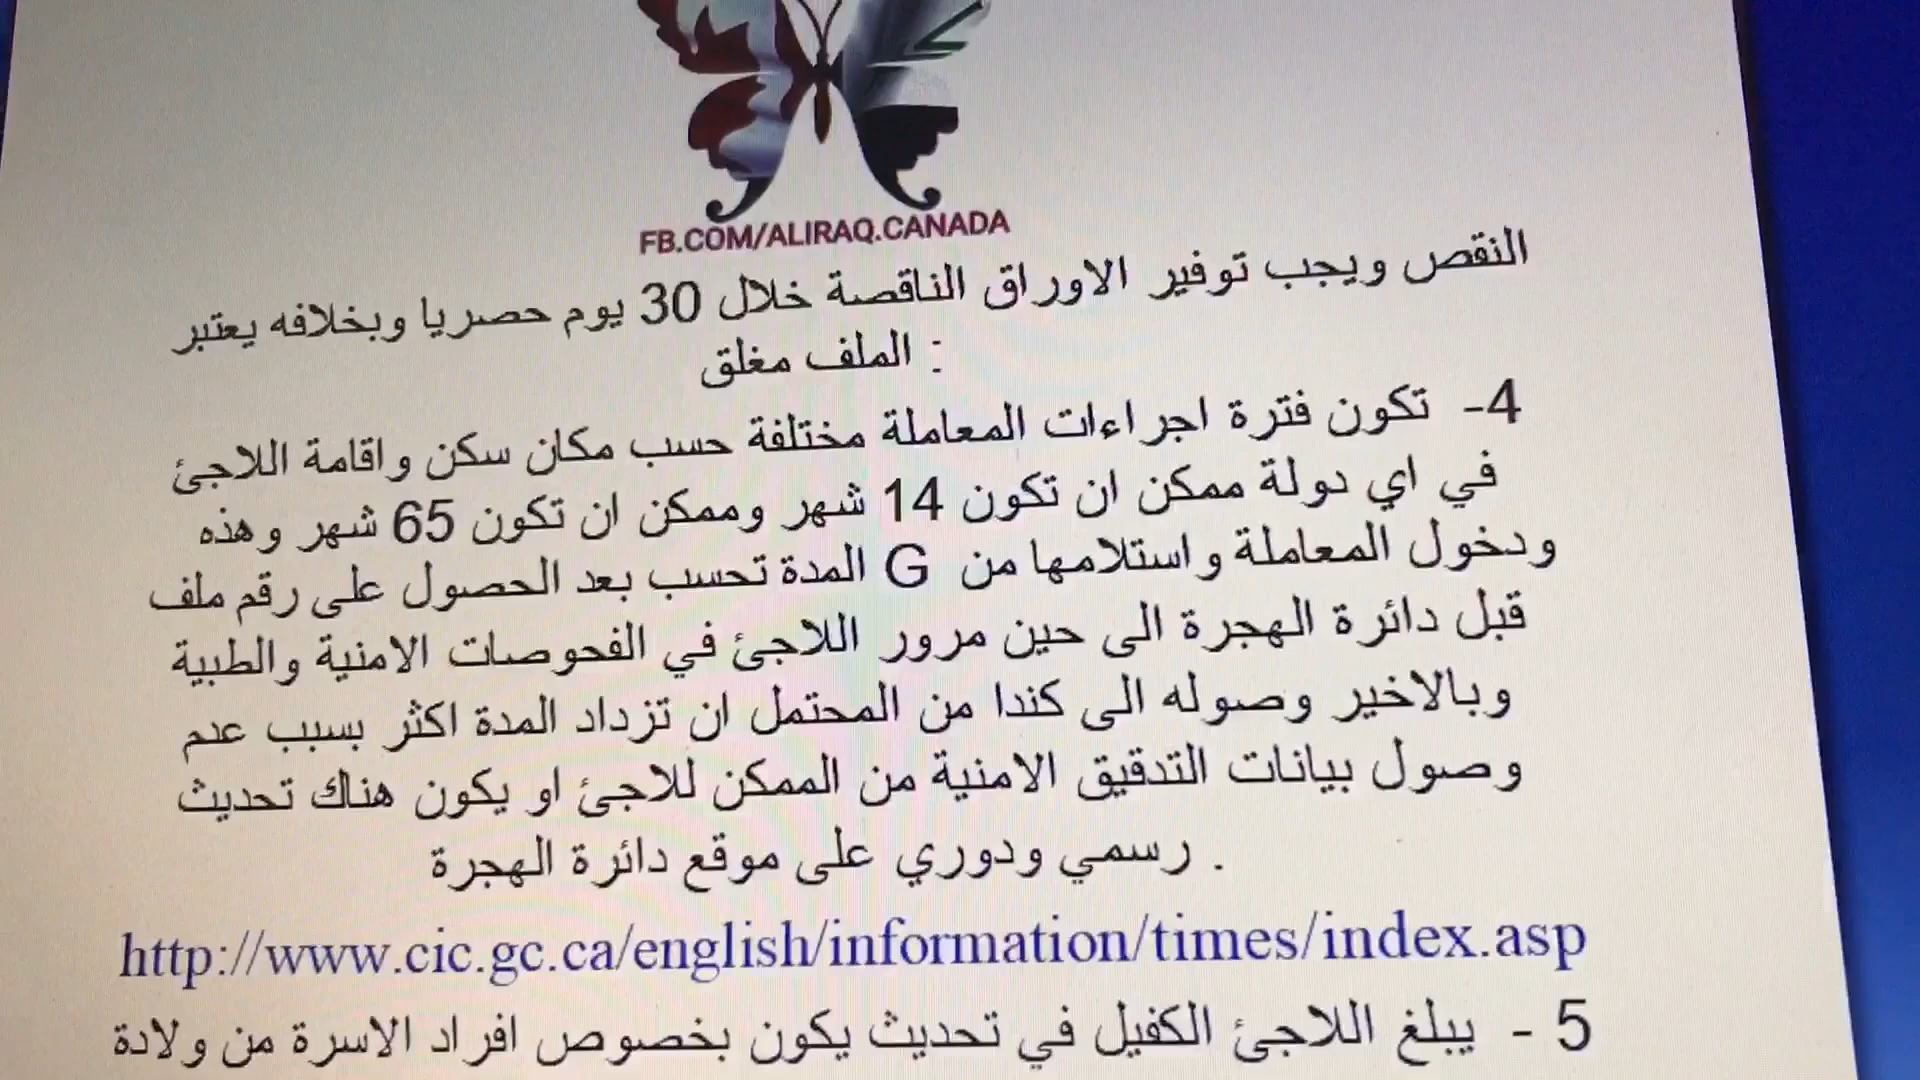 FB.COM/ALIRAQ.CANADA
النقص ويجب توفير الاوراق الناقصة خلال 30 يوم حصريا وبخلافه يعتبر
: الملف مغلق
4- تكون فترة اجراءات المعاملة مختلفة حسب مكان سكن واقامة اللاجئ
في اي دولة ممكن ان تكون 14 شهر وممكن ان تكون 65 شهر وهذه
ودخول المعاملة واستلامها من G المدة تحسب بعد الحصول على رقم ملف
قبل دائرة الهجرة الى حين مرور اللاجئ في الفحوصات الامنية والطبية
وبالاخير وصوله الى كندا من المحتمل ان تزداد المدة اكثر بسبب عدم
وصول بيانات التدقيق الامنية من الممكن للاجئ او يكون هناك تحديث
. رسمي ودوري على موقع دائرة الهجرة
http://www.cic.gc.ca/english/information/times/index.asp
5 - يبلغ اللاجئ الكفيل في تحديث يكون بخصوص افراد الاسرة من ولادة